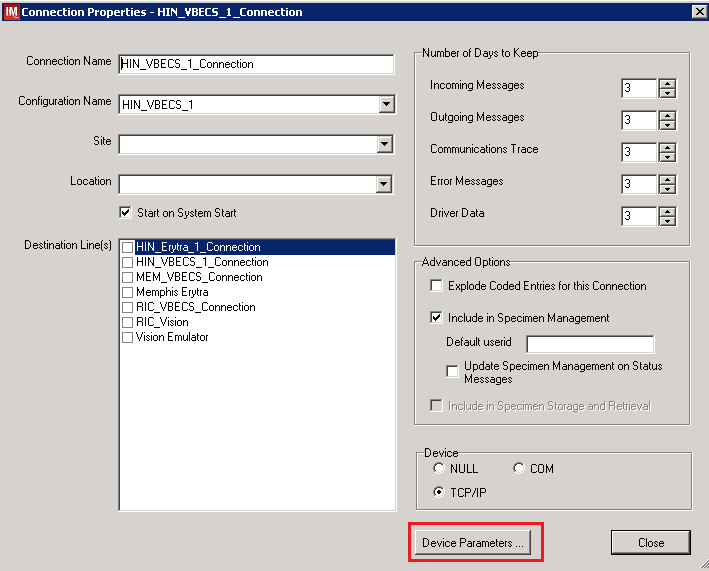 IM Connection Properties - HIN_VBECS_1_Connection
Connection Name HIN_VBECS_1_Connection
Configuration Name HIN_VBECS_1
Site
Location
Start on System Start
Destination Line(s)
HIN_Erytra_1_Connection
HIN_VBECS_1_Connection
MEM_VBECS_Connection
Memphis Erytra
RIC_VBECS_Connection
RIC_Vision
Vision Emulator
Number of Days to Keep
Incoming Messages 3
Outgoing Messages 3
Communications Trace 3
Error Messages 3
Driver Data 3
Advanced Options
Explode Coded Entries for this Connection
Include in Specimen Management
Default userid
Update Specimen Management on Status
Messages
Include in Specimen Storage and Retrieval
Device
NULL COM
TCP/IP
Device Parameters ... Close